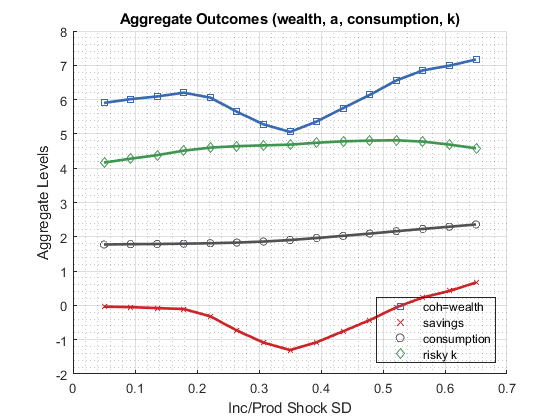 Aggregate Outcomes (wealth, a, consumption, k)
8
7
6
5
4
3
2
1
0
-1
-2
Aggregate Levels
coh=wealth
savings
consumption
risky k
0 0.1 0.2 0.3 0.4 0.5 0.6 0.7
Inc/Prod Shock SD